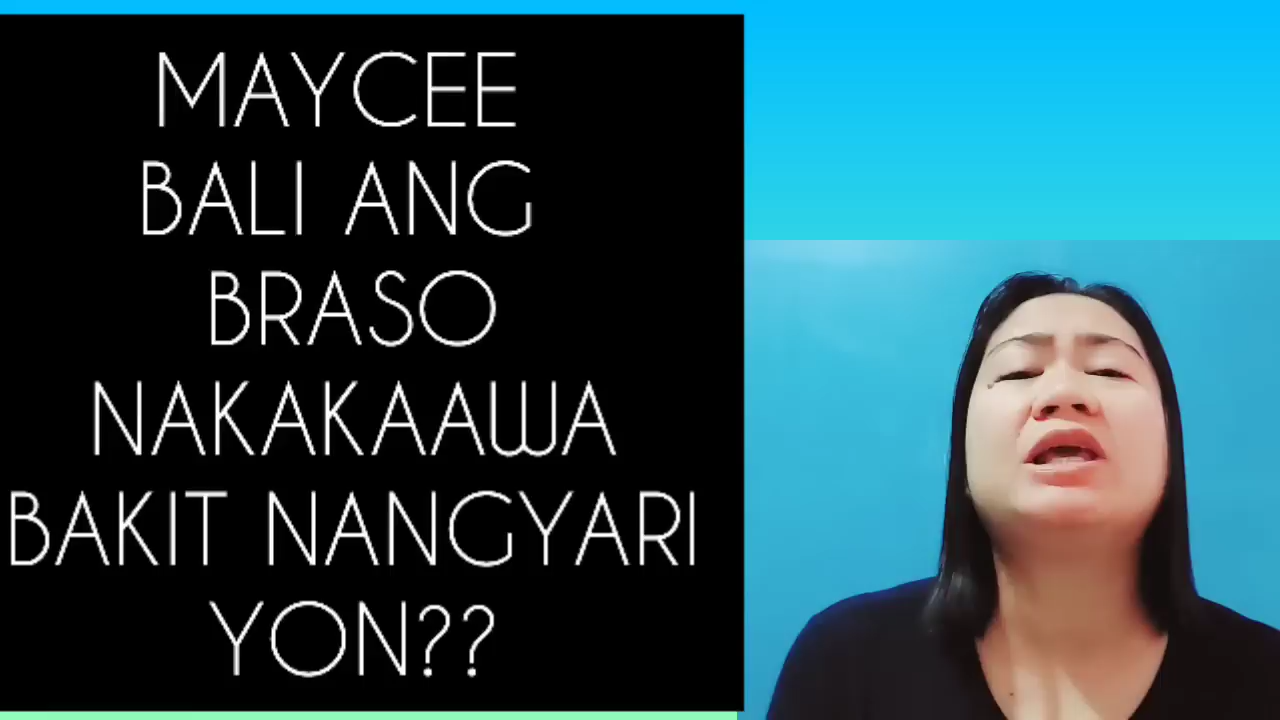 MAYCEE
BALI ANG
BRASO
NAKAKAAWA
BAKIT NANGYARI
YON??